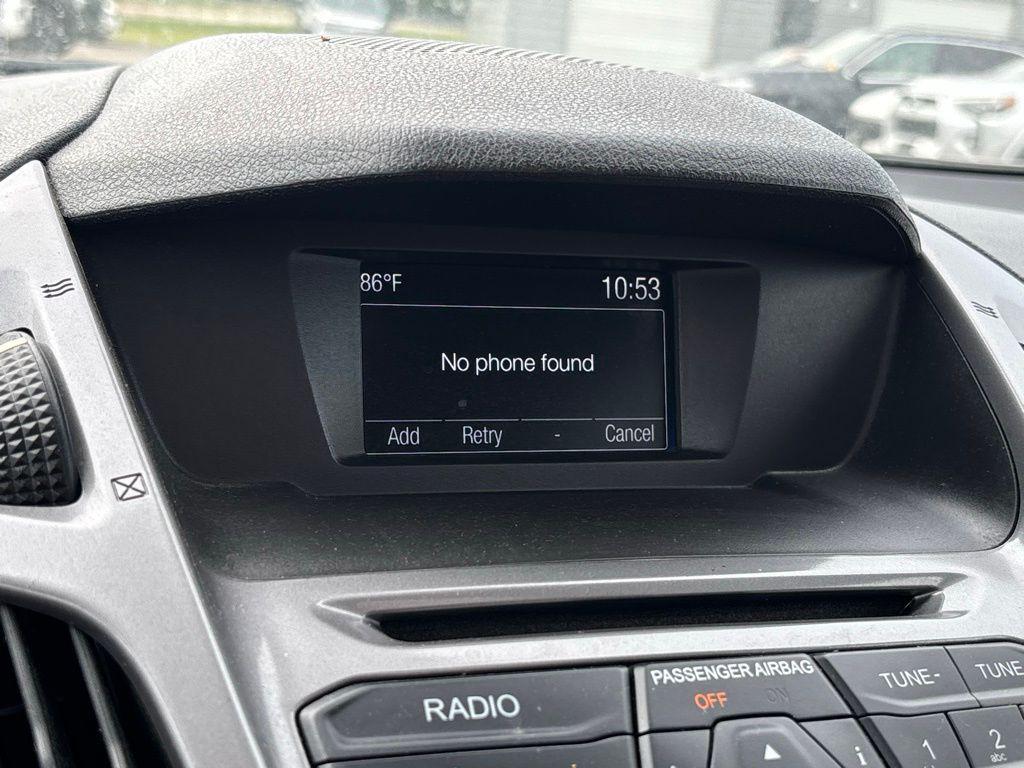 86°F 10:53
No phone found
Add Retry - Cancel
RADIO
PASSENGER AIRBAG
OFF ON
TUNE- TUNE
i 1 2
abc